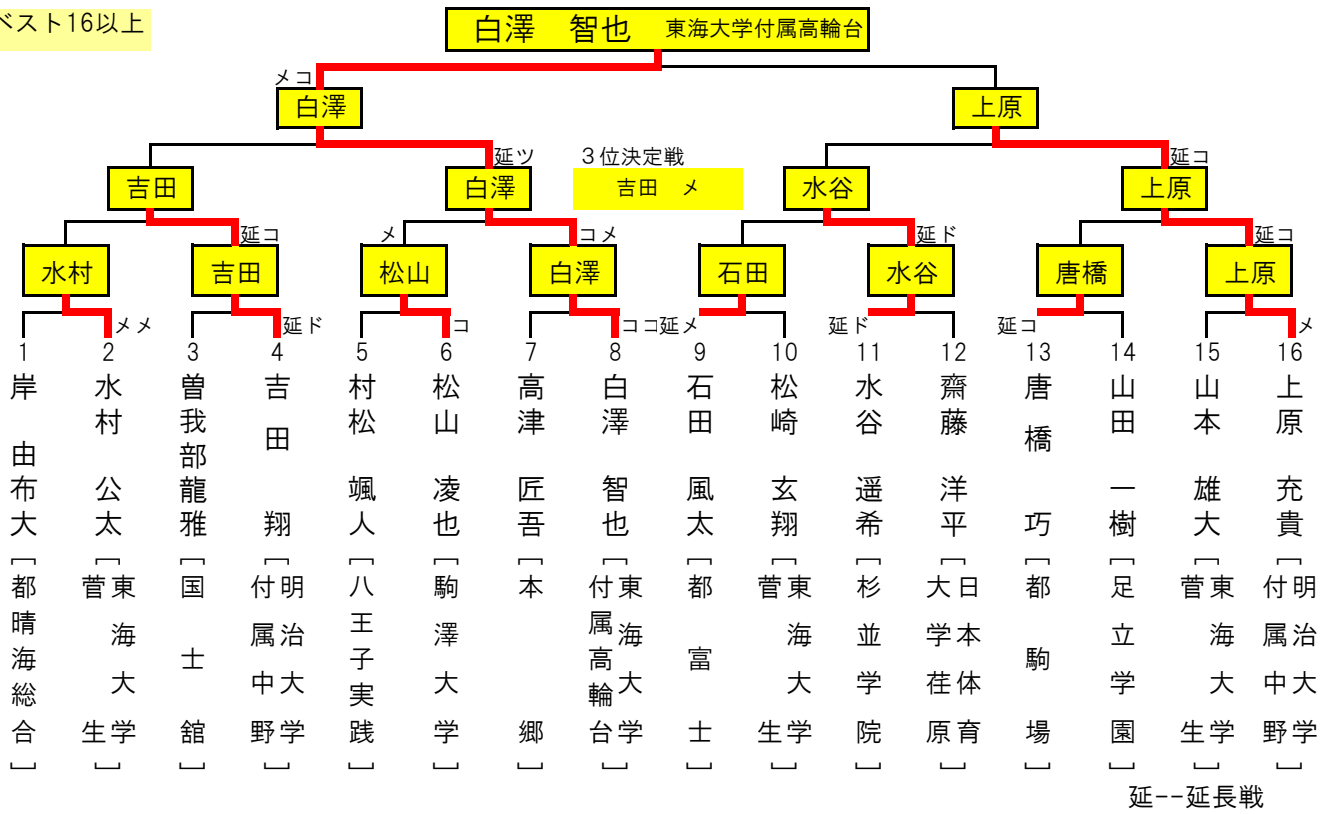 ベスト16以上
白澤　智也　東海大学付属高輪台
メコ
白澤
上原
延ツ
3位決定戦
延コ
吉田
白澤
吉田　メ
水谷
上原
延コ
メ
コメ
延ド
延コ
水村
吉田
松山
白澤
石田
水谷
唐橋
上原
メメ
延ド
コ
ココ
延メ
延ド
延コ
メ
1 岸　由布大 [都晴海総合]
2 水村　公太 [東海大学菅生]
3 曽我部龍雅 [国士舘]
4 吉田　翔 [明治大学付属中野]
5 村松　颯人 [八王子実践]
6 松山　凌也 [駒澤大学]
7 高津　匠吾 [本郷]
8 白澤　智也 [東海大学付属高輪台]
9 石田　風太 [都富士]
10 松崎　玄翔 [東海大学菅生]
11 水谷　遥希 [杉並学院]
12 齋藤　洋平 [日本体育大学荏原]
13 唐橋　巧 [都駒場]
14 山田　一樹 [足立学園]
15 山本　雄大 [東海大学菅生]
16 上原　充貴 [明治大学付属中野]
延--延長戦